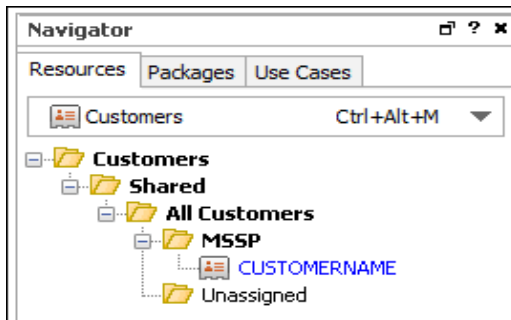 Navigator ?
Resources Packages Use Cases
Customers Ctrl+Alt+M
Customers
Shared
All Customers
MSSP
CUSTOMERNAME
Unassigned